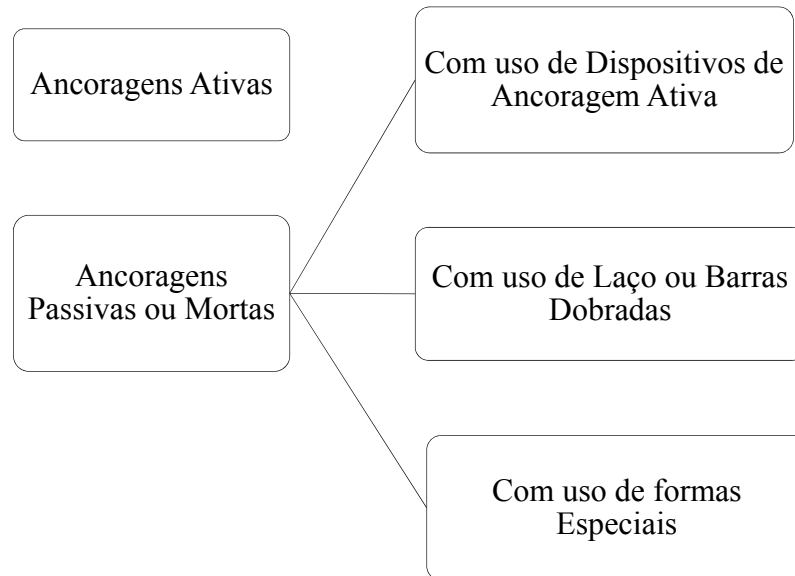 Ancoragens Ativas
Ancoragens
Passivas ou Mortas
Com uso de Dispositivos de
Ancoragem Ativa
Com uso de Laço ou Barras
Dobradas
Com uso de formas
Especiais